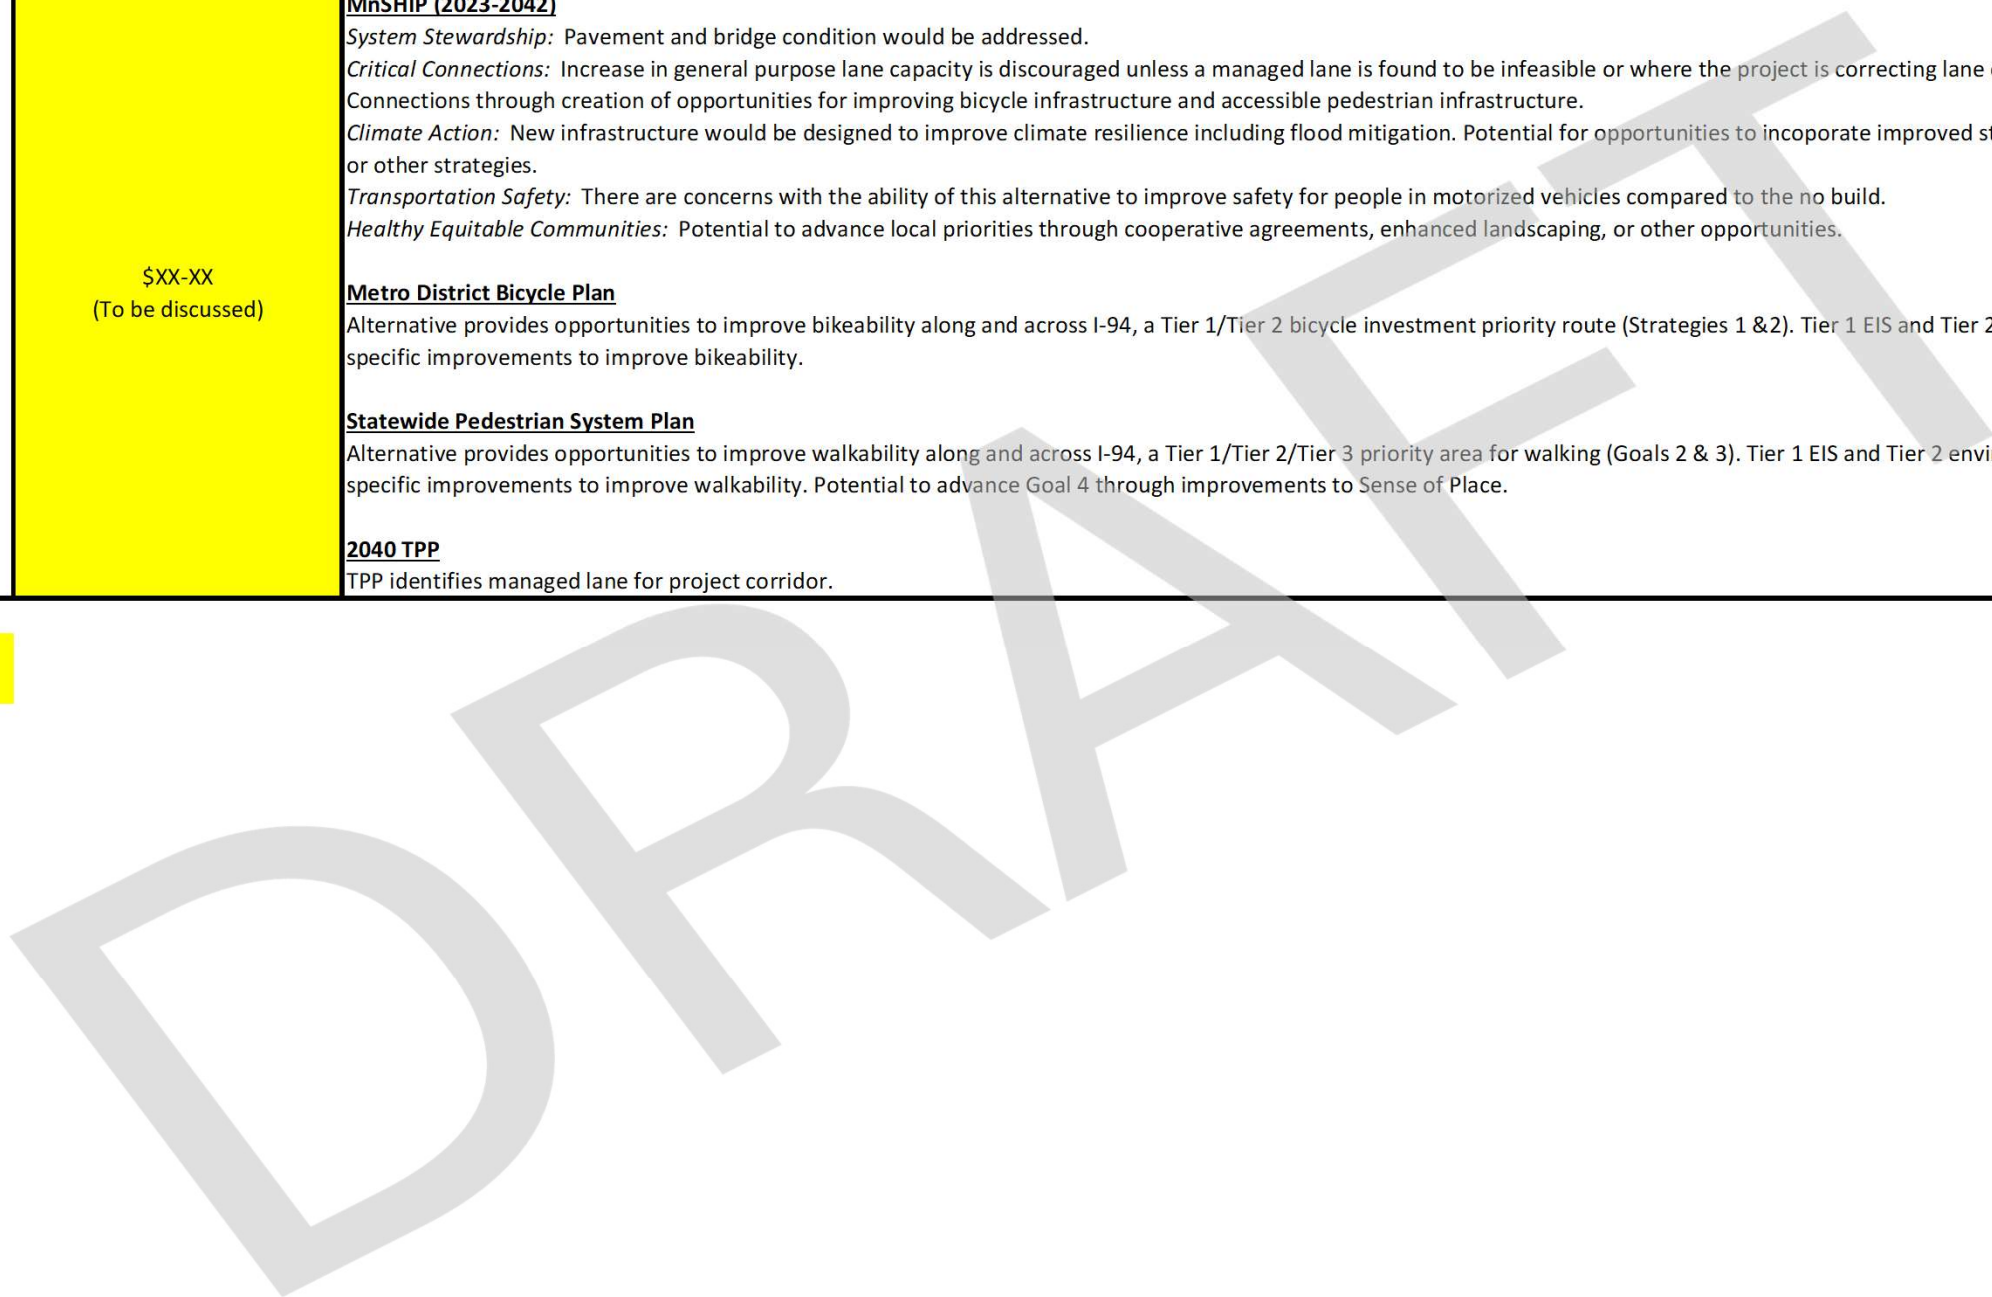 $XX-XX
(To be discussed)
MnSHIP (2023-2042)
System Stewardship: Pavement and bridge condition would be addressed.
Critical Connections: Increase in general purpose lane capacity is discouraged unless a managed lane is found to be infeasible or where the project is correcting lane
Connections through creation of opportunities for improving bicycle infrastructure and accessible pedestrian infrastructure.
Climate Action: New infrastructure would be designed to improve climate resilience including flood mitigation. Potential for opportunities to incoporate improved
or other strategies.
Transportation Safety: There are concerns with the ability of this alternative to improve safety for people in motorized vehicles compared to the no build.
Healthy Equitable Communities: Potential to advance local priorities through cooperative agreements, enhanced landscaping, or other opportunities.
Metro District Bicycle Plan
Alternative provides opportunities to improve bikeability along and across I-94, a Tier 1/Tier 2 bicycle investment priority route (Strategies 1 &2). Tier 1 EIS and Tier 2
specific improvements to improve bikeability.
Statewide Pedestrian System Plan
Alternative provides opportunities to improve walkability along and across I-94, a Tier 1/Tier 2/Tier 3 priority area for walking (Goals 2 & 3). Tier 1 EIS and Tier 2
specific improvements to improve walkability. Potential to advance Goal 4 through improvements to Sense of Place.
2040 TPP
TPP identifies managed lane for project corridor.
DRAFT